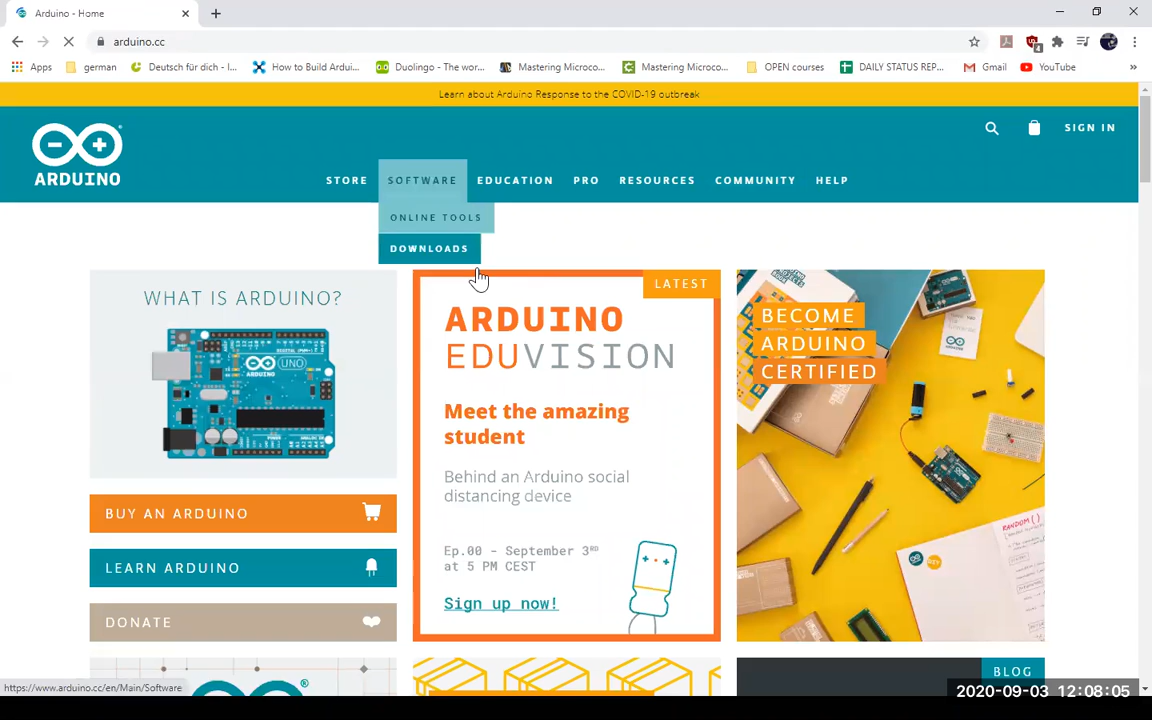 Arduino - Home
arduino.cc
Apps
german
Deutsch für dich - I...
How to Build Ardui...
Duolingo - The wor...
Mastering Microco...
Mastering Microco...
OPEN courses
DAILY STATUS REP...
Gmail
YouTube
Learn about Arduino Response to the COVID-19 outbreak
ARDUINO
SIGN IN
STORE
SOFTWARE
EDUCATION
PRO
RESOURCES
COMMUNITY
HELP
ONLINE TOOLS
DOWNLOADS
WHAT IS ARDUINO?
UNO
BUY AN ARDUINO
LEARN ARDUINO
DONATE
LATEST
ARDUINO
EDUVISION
Meet the amazing
student
Behind an Arduino social
distancing device
Ep.00 - September 3RD
at 5 PM CEST
Sign up now!
BECOME
ARDUINO
CERTIFIED
RANDOM()
BLOG
https://www.arduino.cc/en/Main/Software
2020-09-03 12:08:05